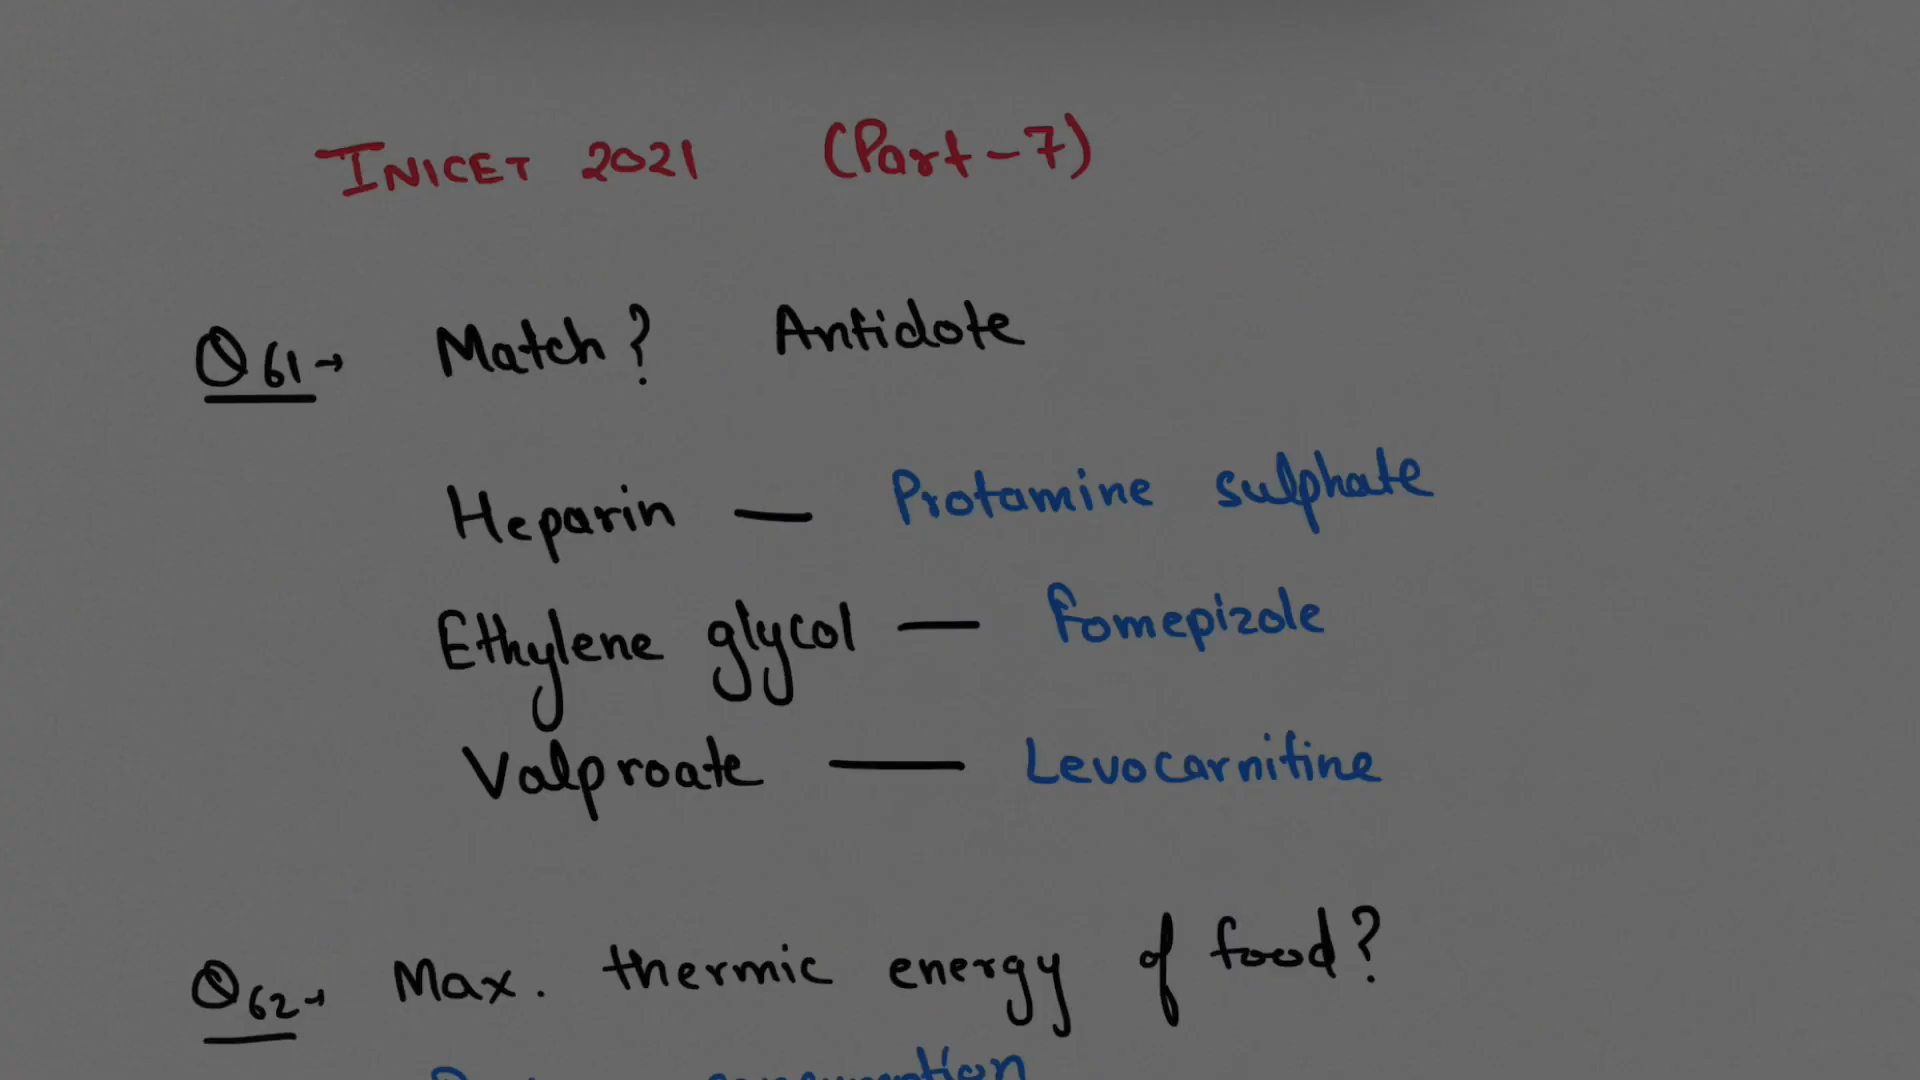 INICET 2021 (Part-7)
Q61→ Match? Antidote
Heparin — Protamine sulphate
Ethylene glycol — fomepizole
Valproate — Levocarnitine
Q62→ Max. thermic energy of food?